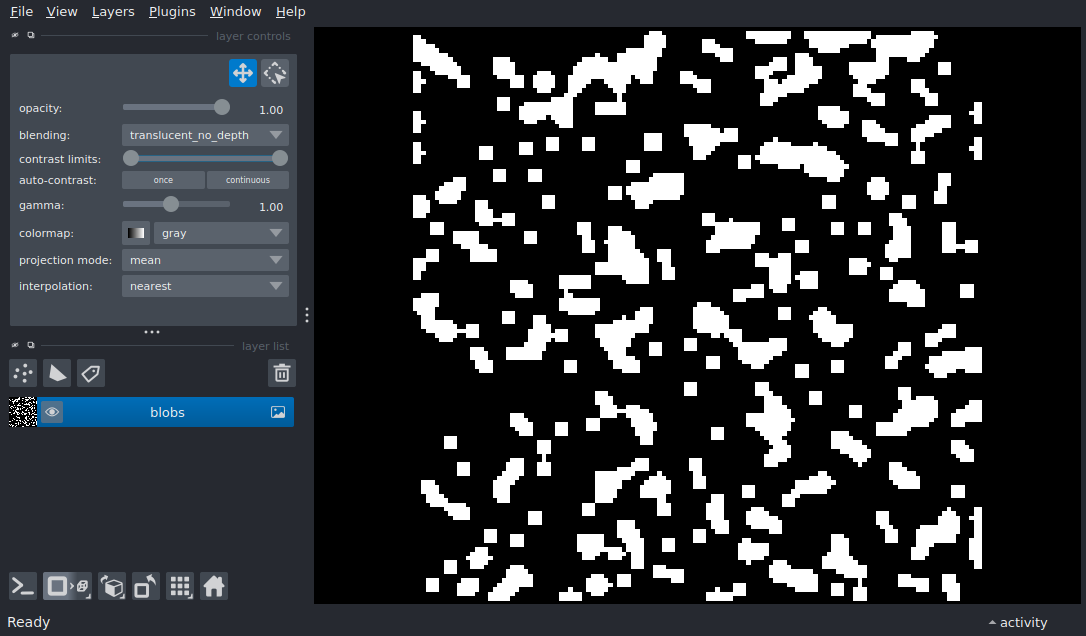 File View Layers Plugins Window Help
layer controls
opacity: 1.00
blending: translucent_no_depth
contrast limits:
auto-contrast: once continuous
gamma: 1.00
colormap: gray
projection mode: mean
interpolation: nearest
layer list
blobs
Ready activity